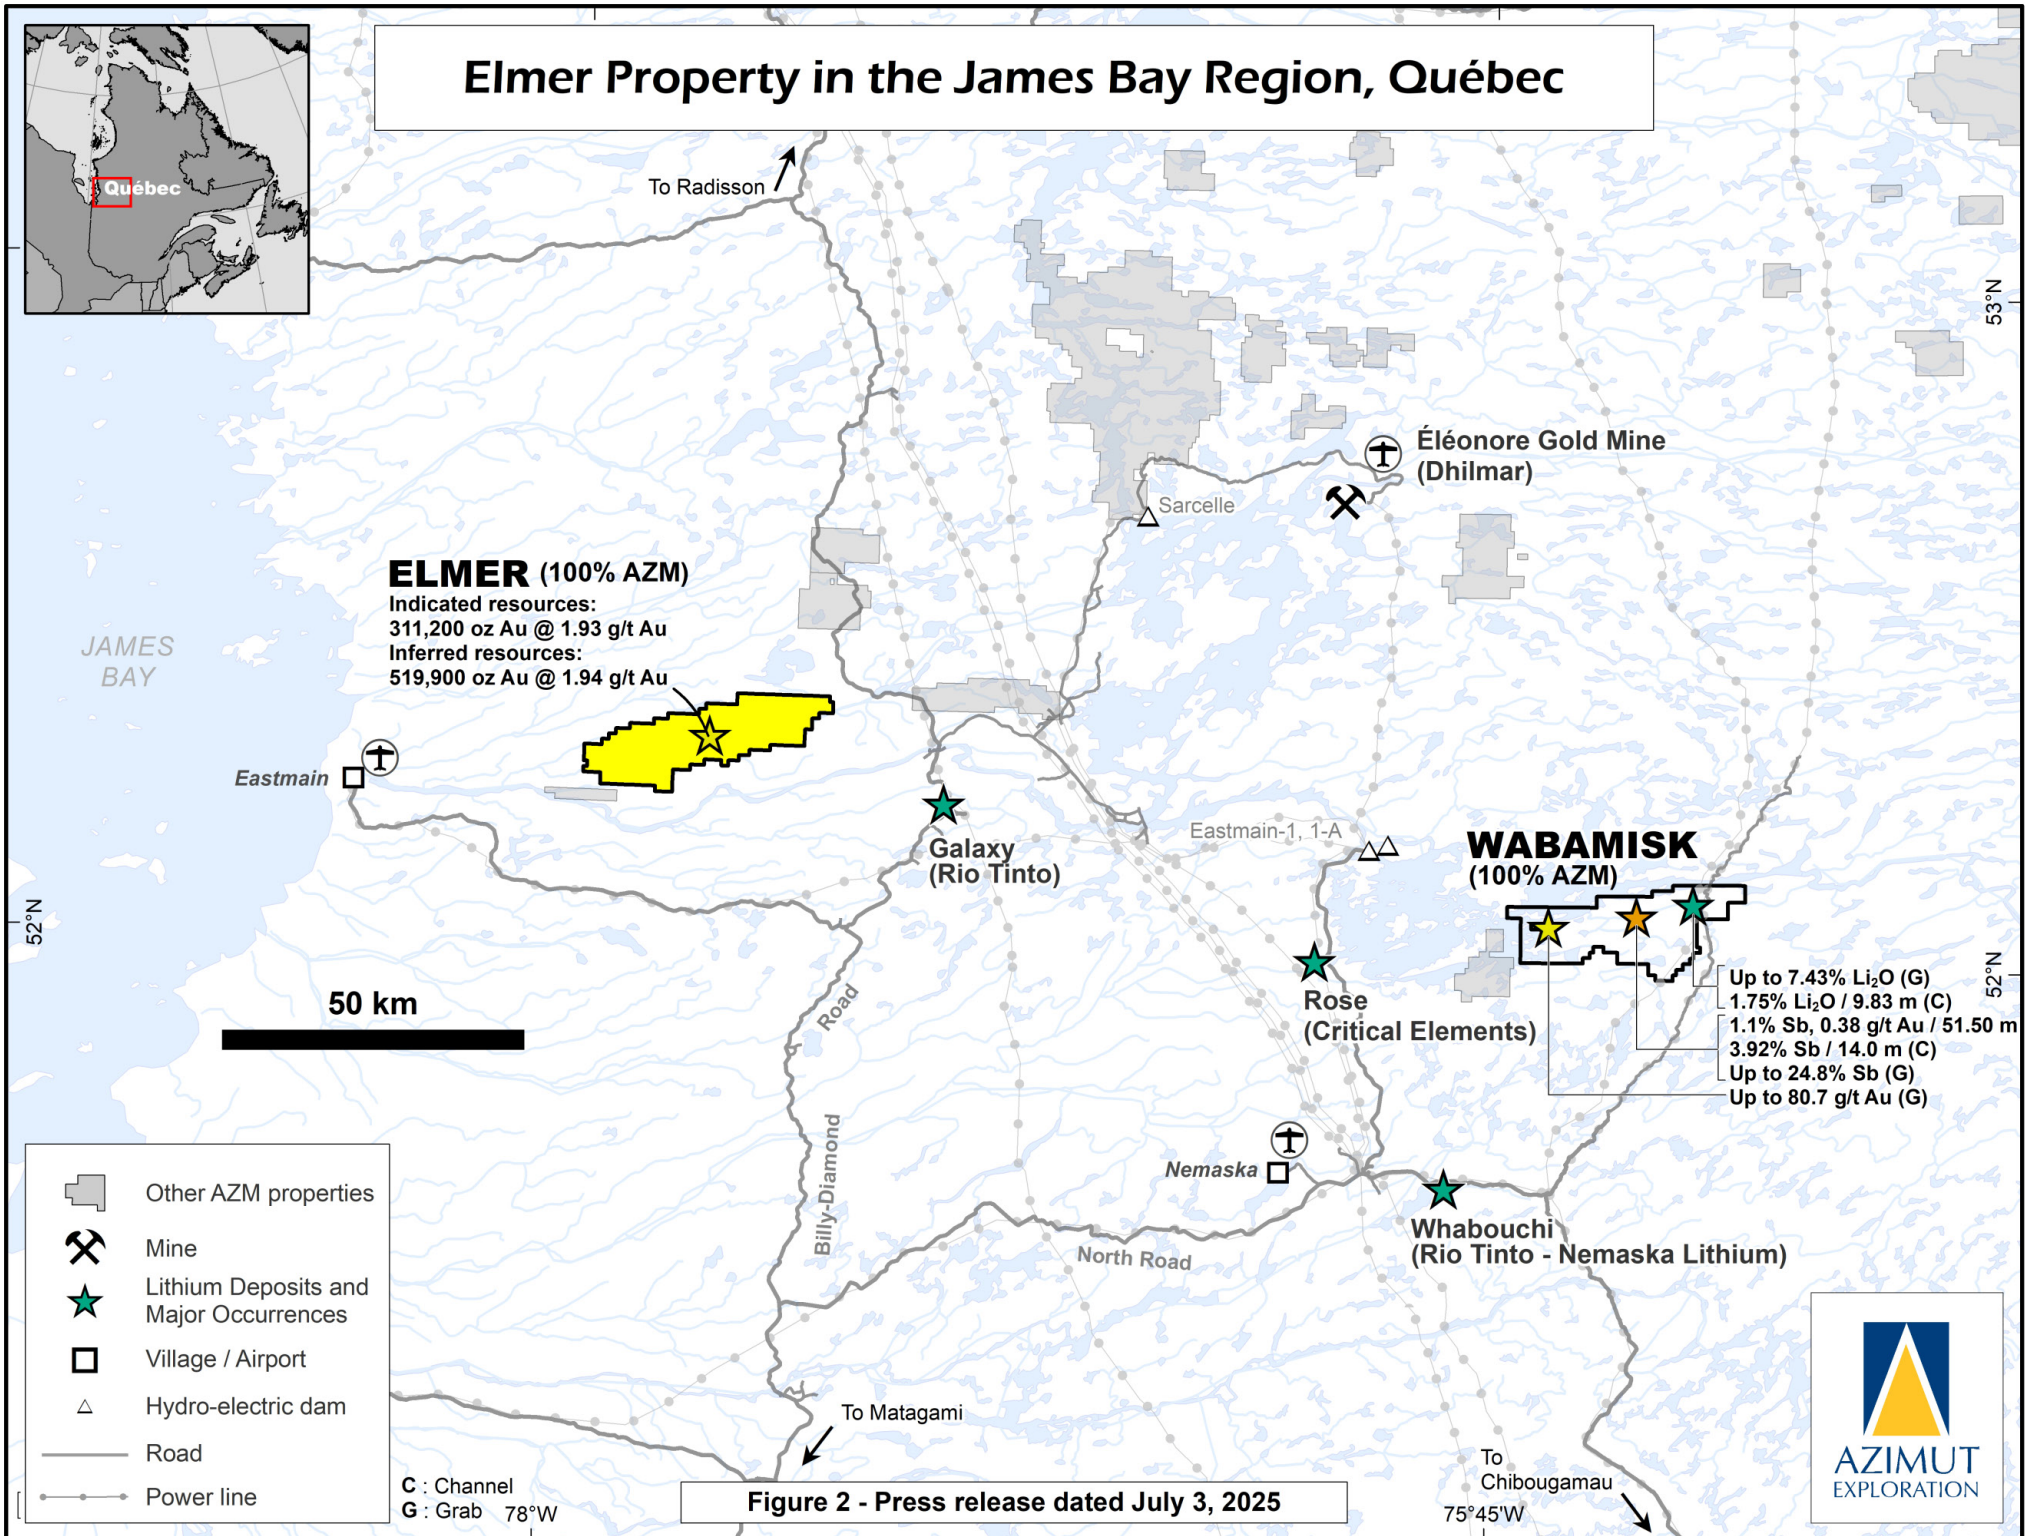 Elmer Property in the James Bay Region, Québec
Québec
To Radisson
53°N
Éléonore Gold Mine
(Dhilmar)
Sarcelle
ELMER (100% AZM)
Indicated resources:
311,200 oz Au @ 1.93 g/t Au
Inferred resources:
519,900 oz Au @ 1.94 g/t Au
JAMES
BAY
Eastmain
Galaxy
(Rio Tinto)
Eastmain-1, 1-A
WABAMISK
(100% AZM)
52°N
52°N
Up to 7.43% Li₂O (G)
1.75% Li₂O / 9.83 m (C)
1.1% Sb, 0.38 g/t Au / 51.50 m
3.92% Sb / 14.0 m (C)
Up to 24.8% Sb (G)
Up to 80.7 g/t Au (G)
Rose
(Critical Elements)
50 km
Billy-Diamond Road
Nemaska
Whabouchi
(Rio Tinto - Nemaska Lithium)
North Road
Other AZM properties
Mine
Lithium Deposits and
Major Occurrences
Village / Airport
Hydro-electric dam
Road
Power line
To Matagami
C : Channel
G : Grab
78°W
Figure 2 - Press release dated July 3, 2025
To
Chibougamau
75°45'W
AZIMUT
EXPLORATION